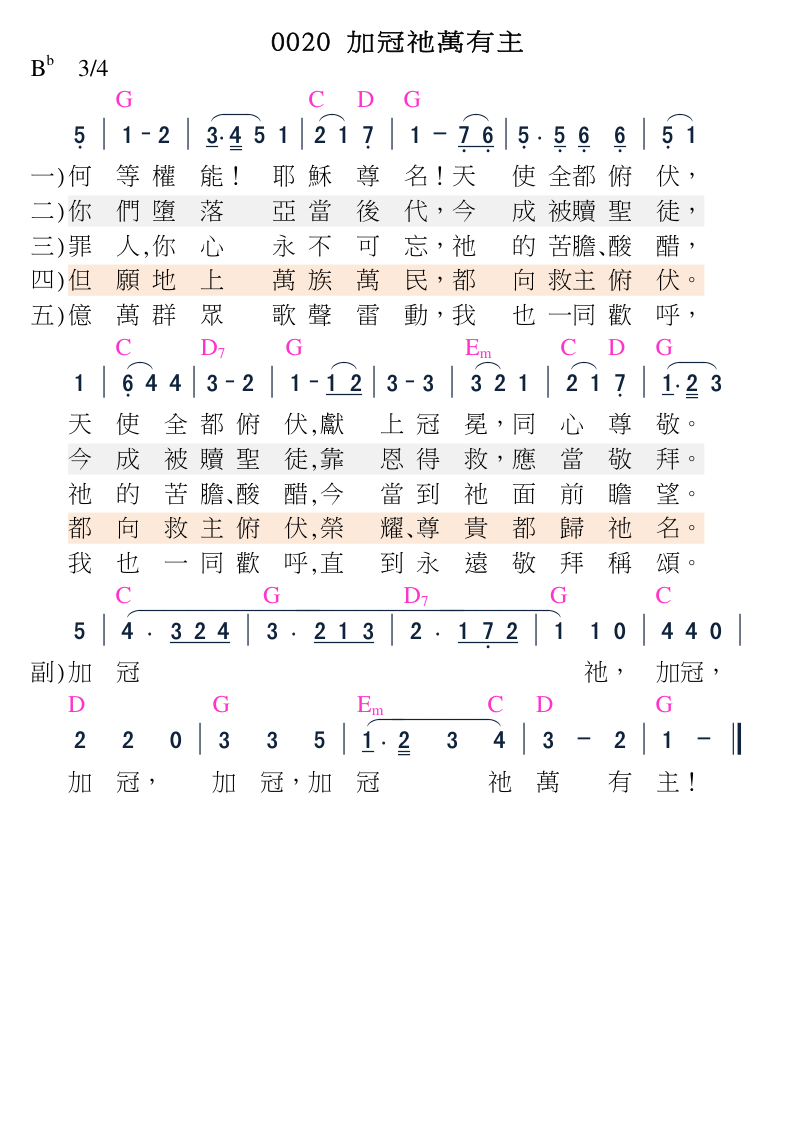 0020 加冠祂萬有主
Bb 3/4
G C D G
5 | 1 - 2 | 3 . 4 5 1 | 2 1 7 | 1 - 7 6 | 5 . 5 6 6 | 5 1
一)何 等 權 能！ 耶 穌 尊 名！天 使 全都 俯 伏，
二)你 們 墮 落 亞 當 後 代，今 成 被贖 聖 徒，
三)罪 人,你 心 永 不 可 忘，祂 的 苦膽、酸 醋，
四)但 願 地 上 萬 族 萬 民，都 向 救主 俯 伏。
五)億 萬 群 眾 歌 聲 雷 動，我 也 一同 歡 呼，
C D7 G Em C D G
1 | 6 4 4 | 3 - 2 | 1 - 1 2 | 3 - 3 | 3 2 1 | 2 1 7 | 1 . 2 3
天 使 全 都 俯 伏,獻 上 冠 冕，同 心 尊 敬。
今 成 被 贖 聖 徒,靠 恩 得 救，應 當 敬 拜。
祂 的 苦 膽、酸 醋,今 當 到 祂 面 前 瞻 望。
都 向 救 主 俯 伏,榮 耀、尊 貴 都 歸 祂 名。
我 也 一 同 歡 呼,直 到 永 遠 敬 拜 稱 頌。
C G D7 G C
5 | 4 . 3 2 4 | 3 . 2 1 3 | 2 . 1 7 2 | 1 1 0 | 4 4 0 |
副)加 冠 祂， 加冠，
D G Em C D G
2 2 0 | 3 3 5 | 1 . 2 3 4 | 3 - 2 | 1 - ‖
加 冠， 加 冠，加 冠 祂 萬 有 主！